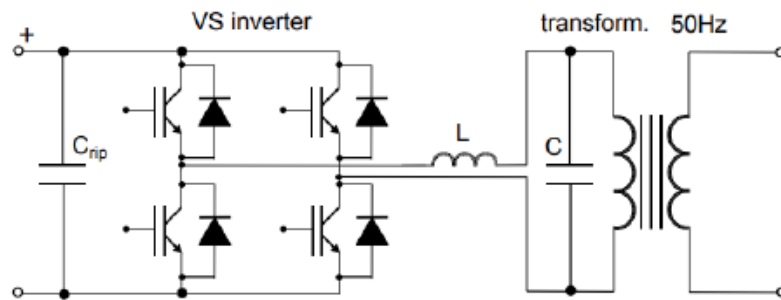 VS inverter
transform. 50Hz
+
C_rip
L
C